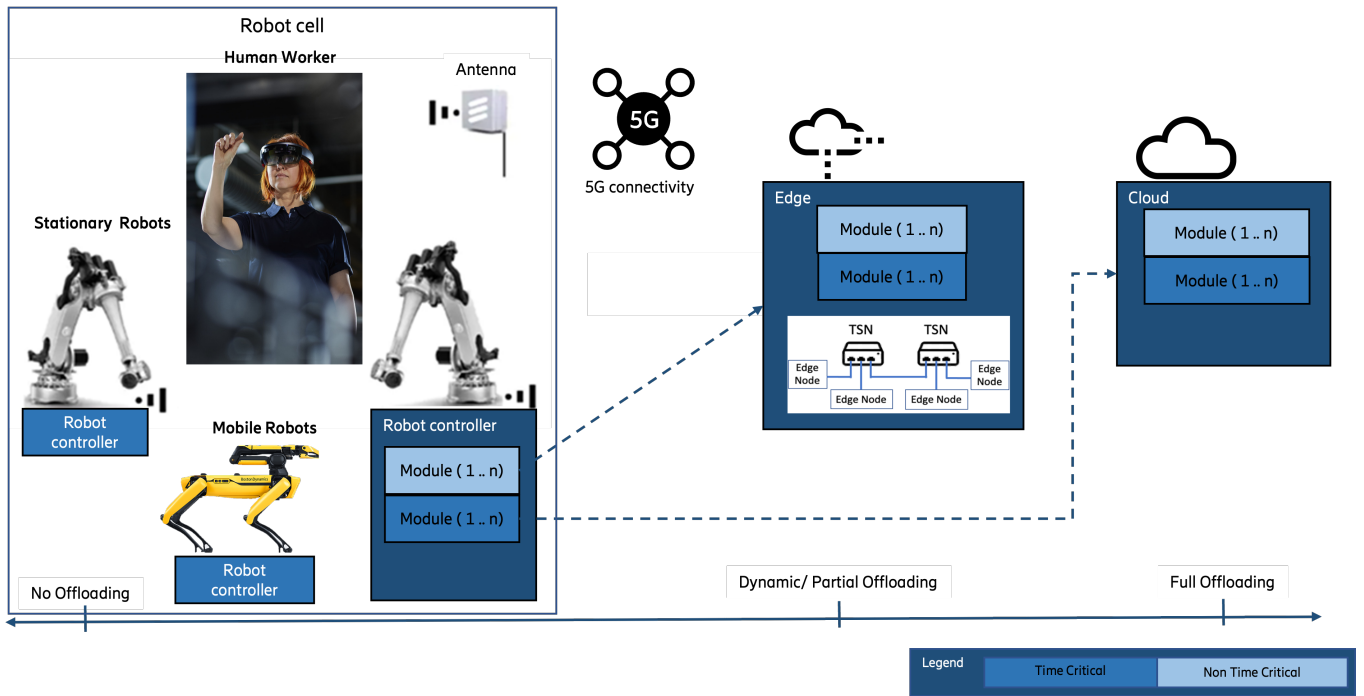 Robot cell
Human Worker
Antenna
5G
5G connectivity
Stationary Robots
Robot
controller
Mobile Robots
BostonDynamics
Robot
controller
Robot controller
Module ( 1 .. n)
Module ( 1 .. n)
Edge
Module ( 1 .. n)
Module ( 1 .. n)
TSN
TSN
Edge
Node
Edge Node
Edge Node
Edge
Node
Cloud
Module ( 1 .. n)
Module ( 1 .. n)
No Offloading
Dynamic/ Partial Offloading
Full Offloading
Legend
Time Critical
Non Time Critical